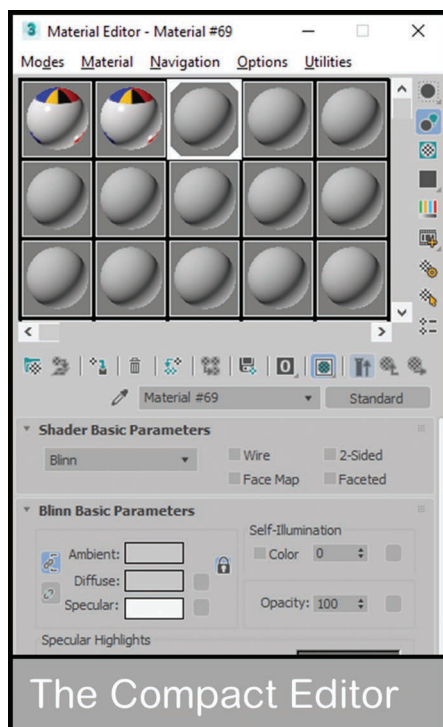 3 Material Editor - Material #69
Modes Material Navigation Options Utilities
Material #69 Standard
Shader Basic Parameters
Blinn Wire 2-Sided
Face Map Faceted
Blinn Basic Parameters
Self-Illumination
Ambient: Color 0
Diffuse:
Specular: Opacity: 100
Specular Highlights
The Compact Editor